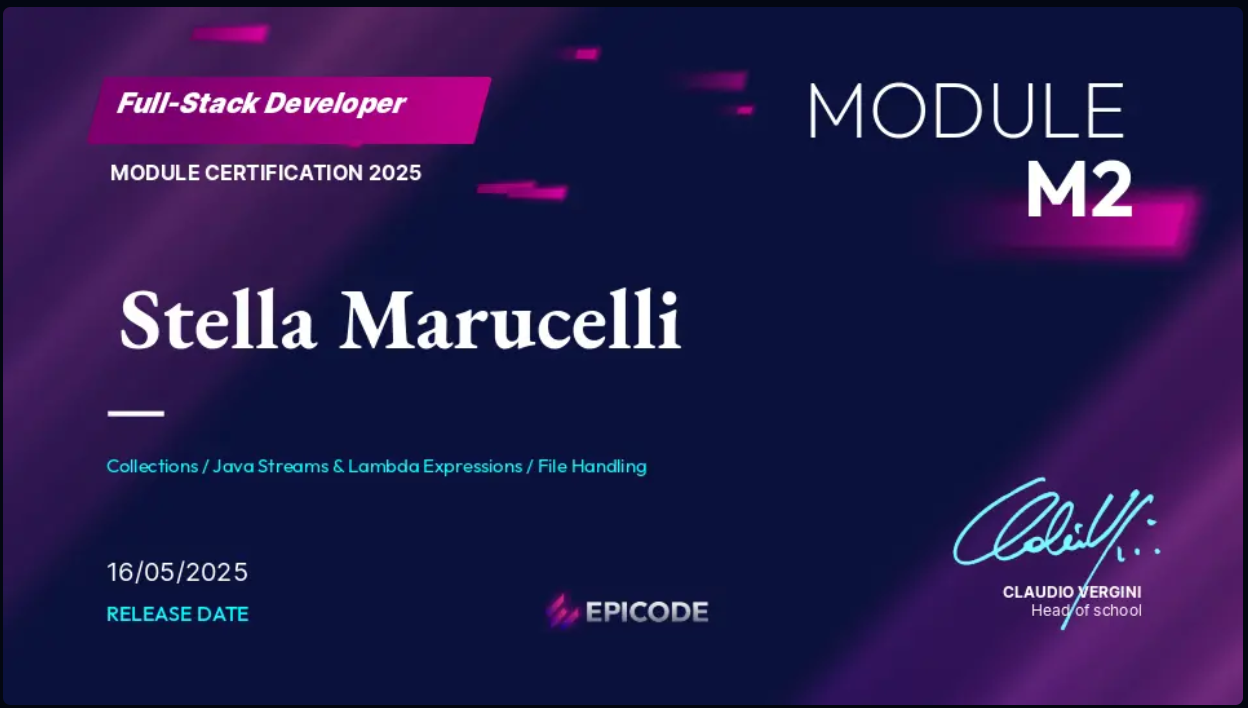 Full-Stack Developer
MODULE CERTIFICATION 2025
MODULE
M2
Stella Marucelli
Collections / Java Streams & Lambda Expressions / File Handling
16/05/2025
RELEASE DATE
EPICODE
CLAUDIO VERGINI
Head of school